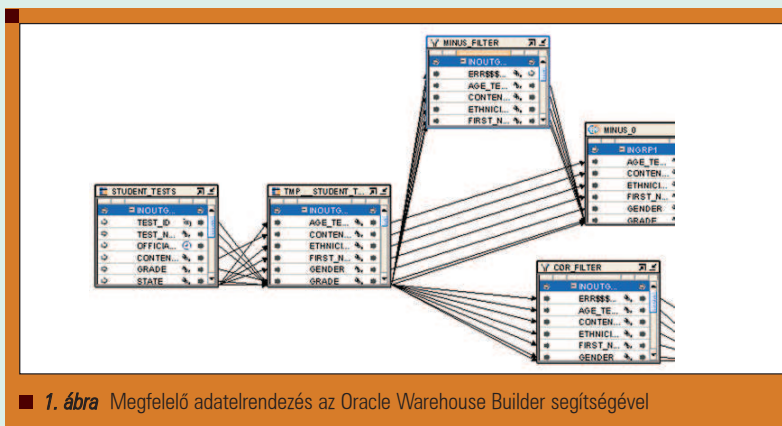 MINUS_FILTER
INOUTG...
ERR$$$...
AGE_TE...
CONTEN...
ETHNICI...
FIRST_N...
MINUS_0
INGRP1
AGE_TE...
CONTEN...
ETHNICI...
FIRST_N...
GENDER
GRADE
STUDENT_TESTS
INOUTG...
TEST_ID
TEST_N...
OFFICIA...
CONTEN...
GRADE
STATE
TMP___STUDENT_T...
INOUTG...
AGE_TE...
CONTEN...
ETHNICI...
FIRST_N...
GENDER
GRADE
COR_FILTER
INOUTG...
ERR$$$...
AGE_TE...
CONTEN...
ETHNICI...
FIRST_N...
GENDER
1. ábra Megfelelő adatelrendezés az Oracle Warehouse Builder segítségével